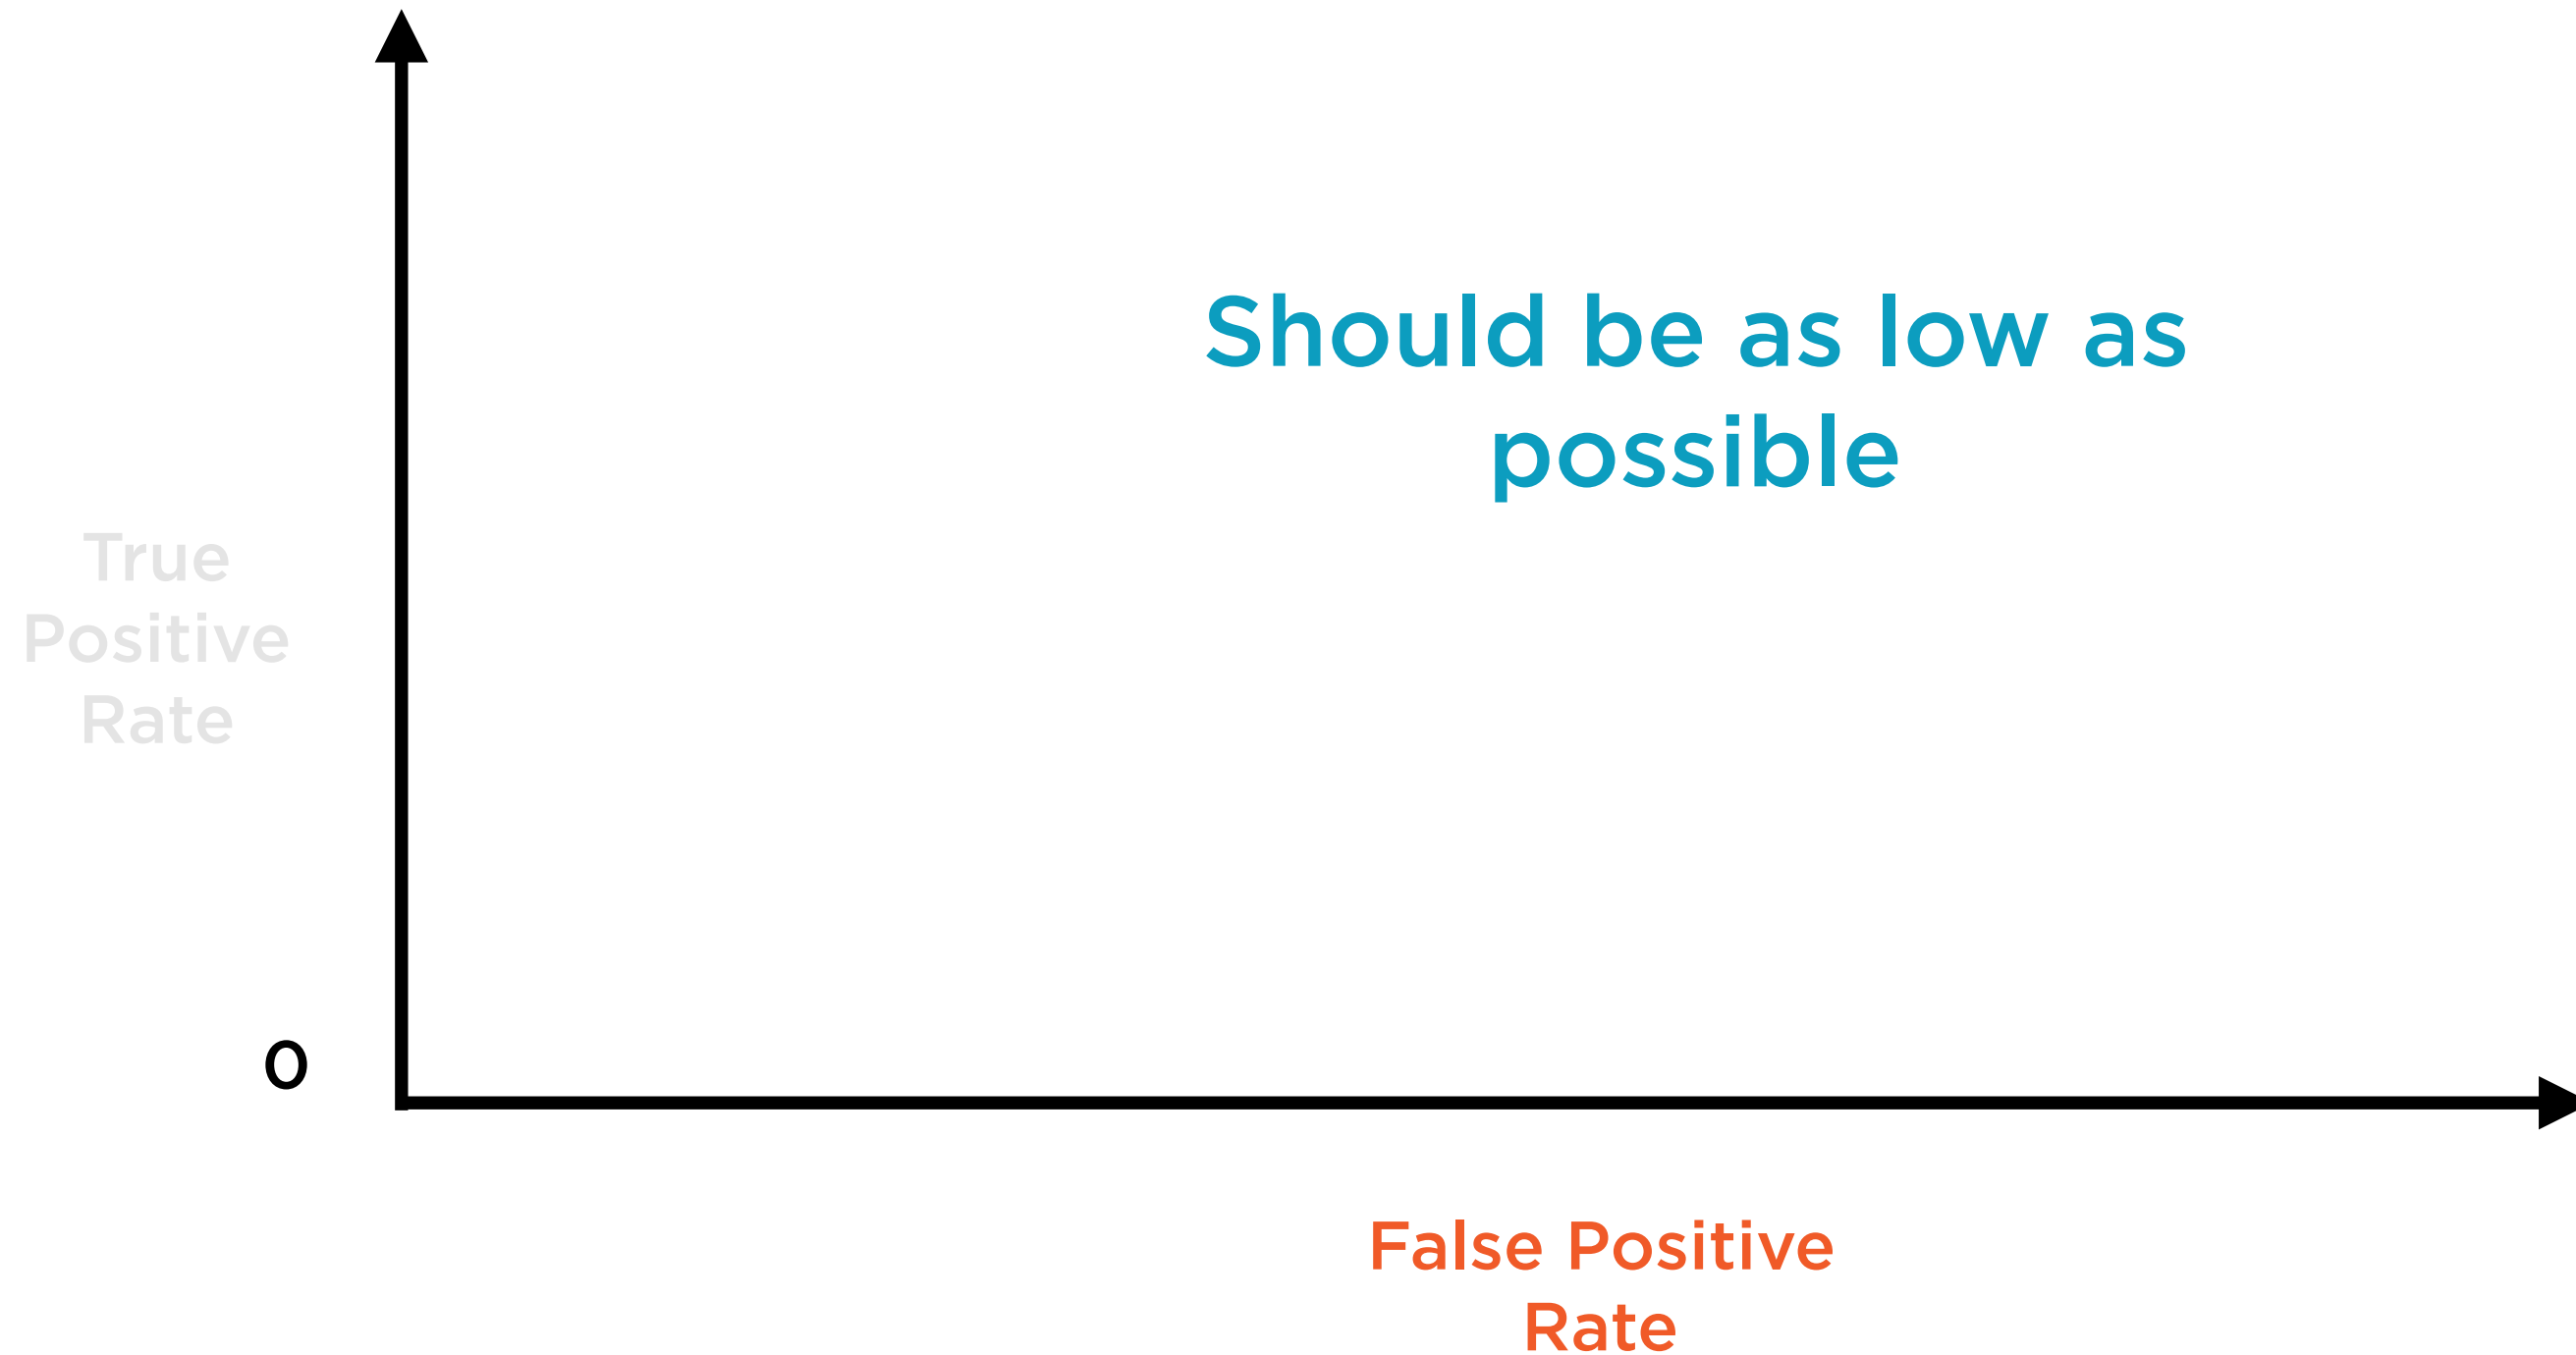 Should be as low as
possible
True
Positive
Rate
0
False Positive
Rate